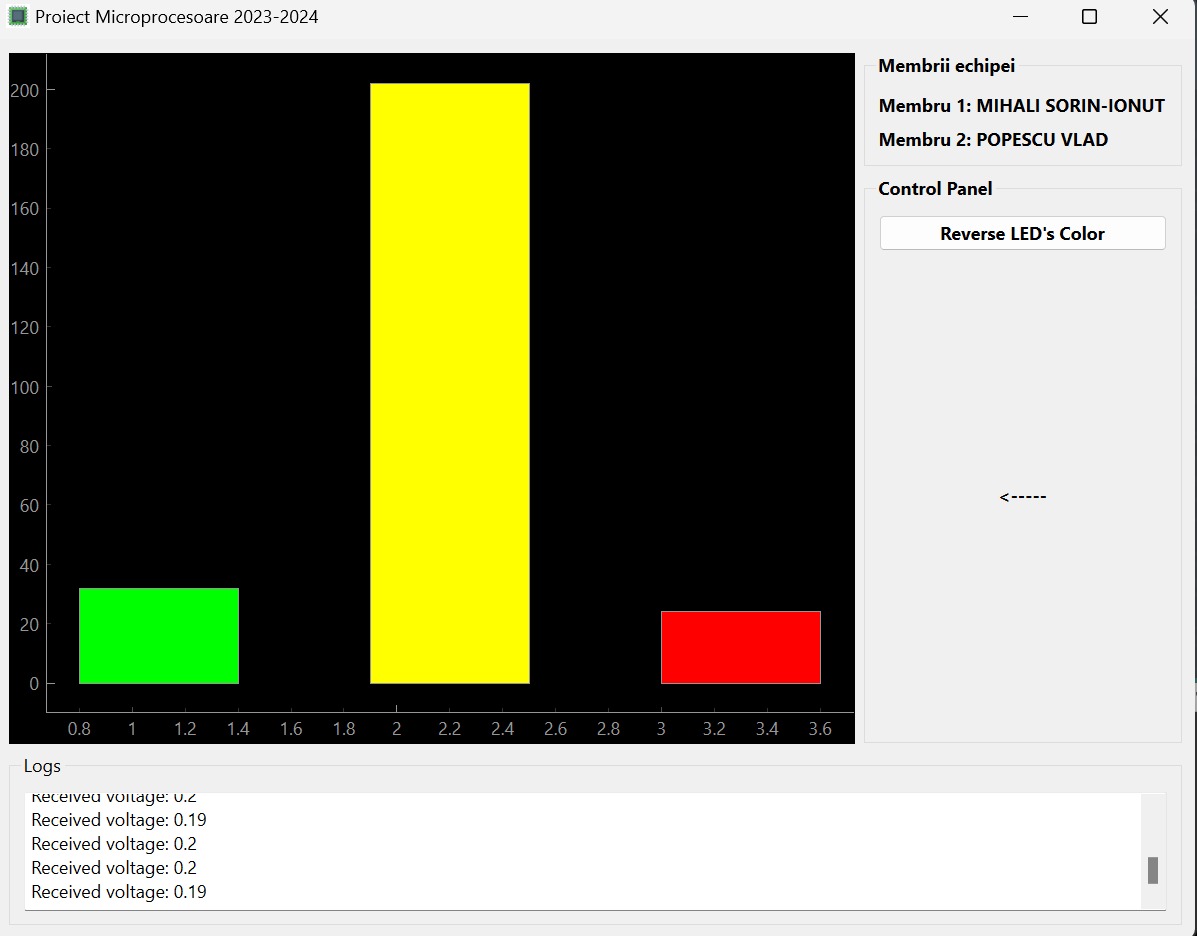 Proiect Microprocesoare 2023-2024
200
180
160
140
120
100
80
60
40
20
0
0.8 1 1.2 1.4 1.6 1.8 2 2.2 2.4 2.6 2.8 3 3.2 3.4 3.6
Membrii echipei
Membru 1: MIHALI SORIN-IONUT
Membru 2: POPESCU VLAD
Control Panel
Reverse LED's Color
<-----
Logs
Received voltage: 0.2
Received voltage: 0.19
Received voltage: 0.2
Received voltage: 0.2
Received voltage: 0.19